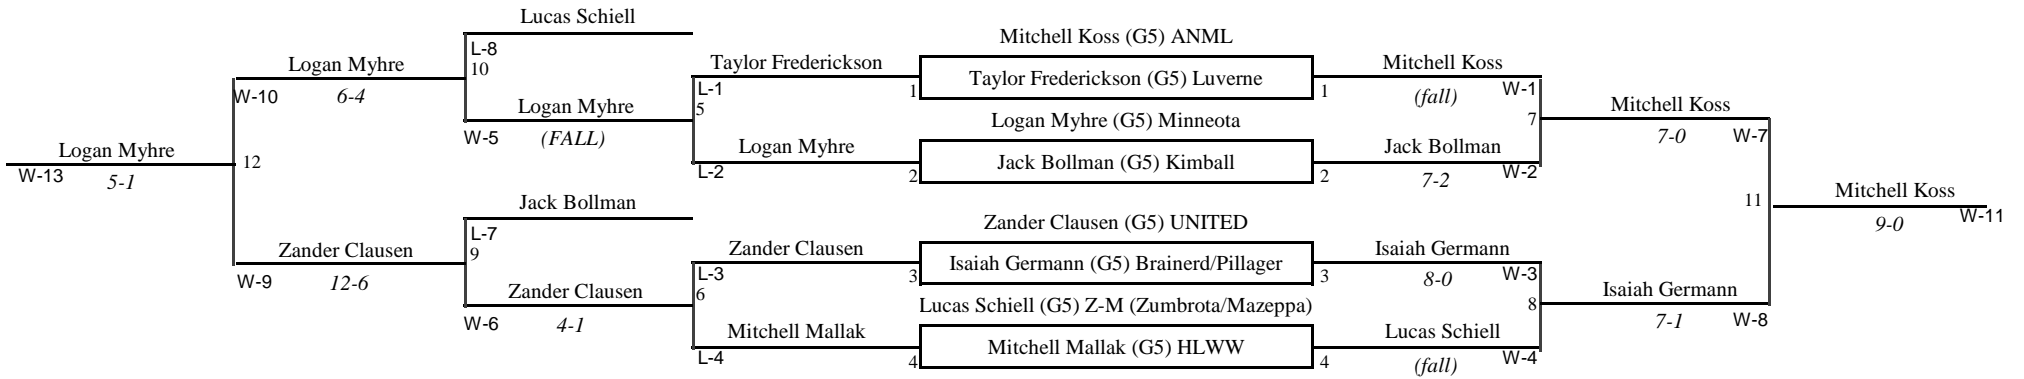 Lucas Schiell
Mitchell Koss (G5) ANML
L-8
10
Logan Myhre
Taylor Frederickson
Taylor Frederickson (G5) Luverne
Mitchell Koss
W-10
6-4
L-1
1
1
(fall)
W-1
5
7
Mitchell Koss
Logan Myhre
W-5
(FALL)
Logan Myhre (G5) Minneota
7-0
W-7
Logan Myhre
12
Logan Myhre
Jack Bollman (G5) Kimball
Jack Bollman
W-13
5-1
L-2
2
2
7-2
W-2
Jack Bollman
Mitchell Koss
11
9-0
W-11
Zander Clausen (G5) UNITED
L-7
9
Zander Clausen
Zander Clausen
Isaiah Germann (G5) Brainerd/Pillager
Isaiah Germann
W-9
12-6
L-3
3
3
8-0
W-3
6
8
Zander Clausen
Isaiah Germann
W-6
4-1
Lucas Schiell (G5) Z-M (Zumbrota/Mazeppa)
7-1
W-8
Mitchell Mallak
Mitchell Mallak (G5) HLWW
Lucas Schiell
L-4
4
4
(fall)
W-4